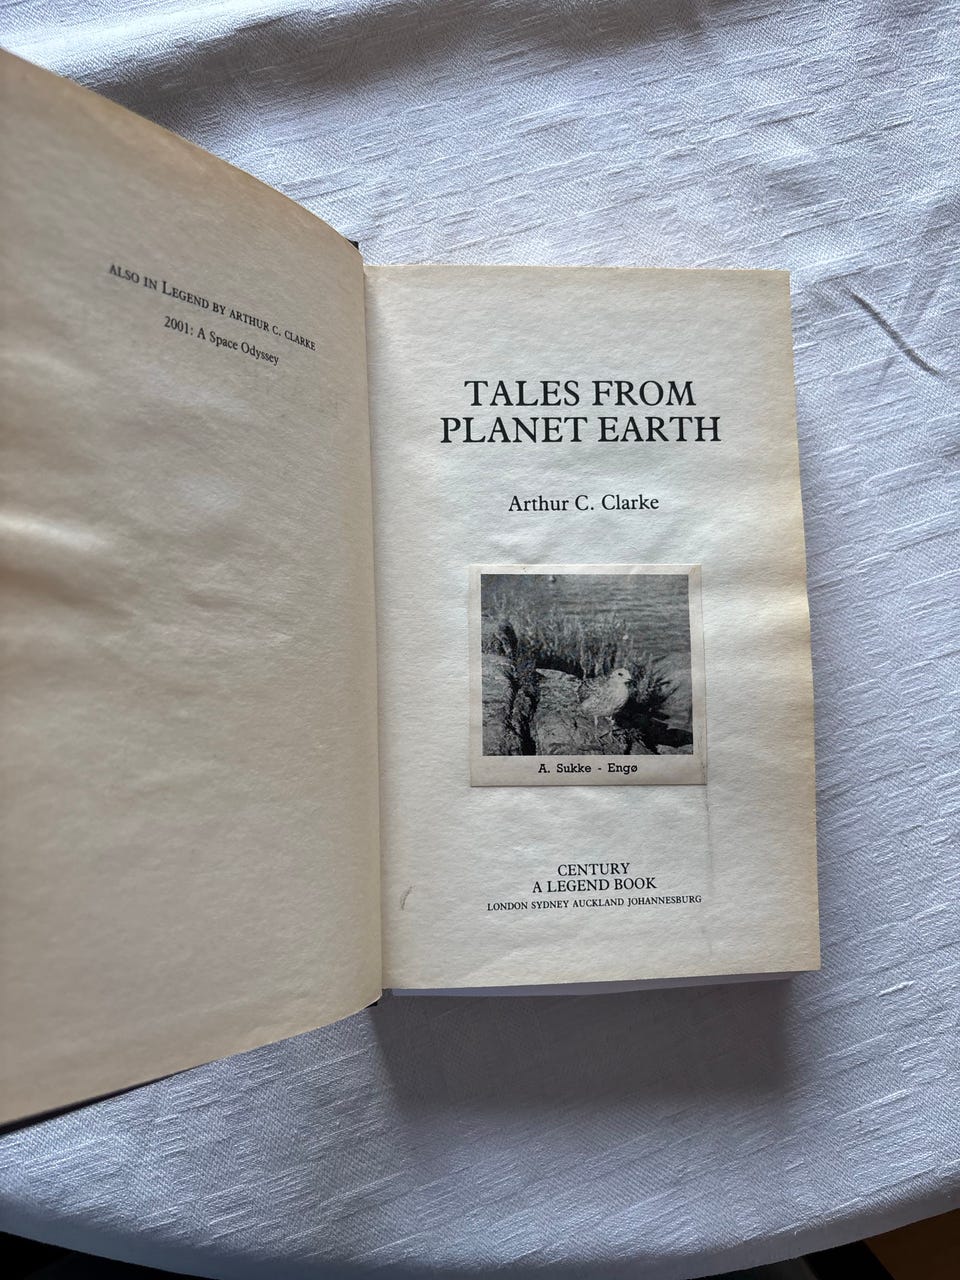 ALSO IN LEGEND BY ARTHUR C. CLARKE
2001: A Space Odyssey
TALES FROM
PLANET EARTH
Arthur C. Clarke
A. Sukke - Engø
CENTURY
A LEGEND BOOK
LONDON SYDNEY AUCKLAND JOHANNESBURG